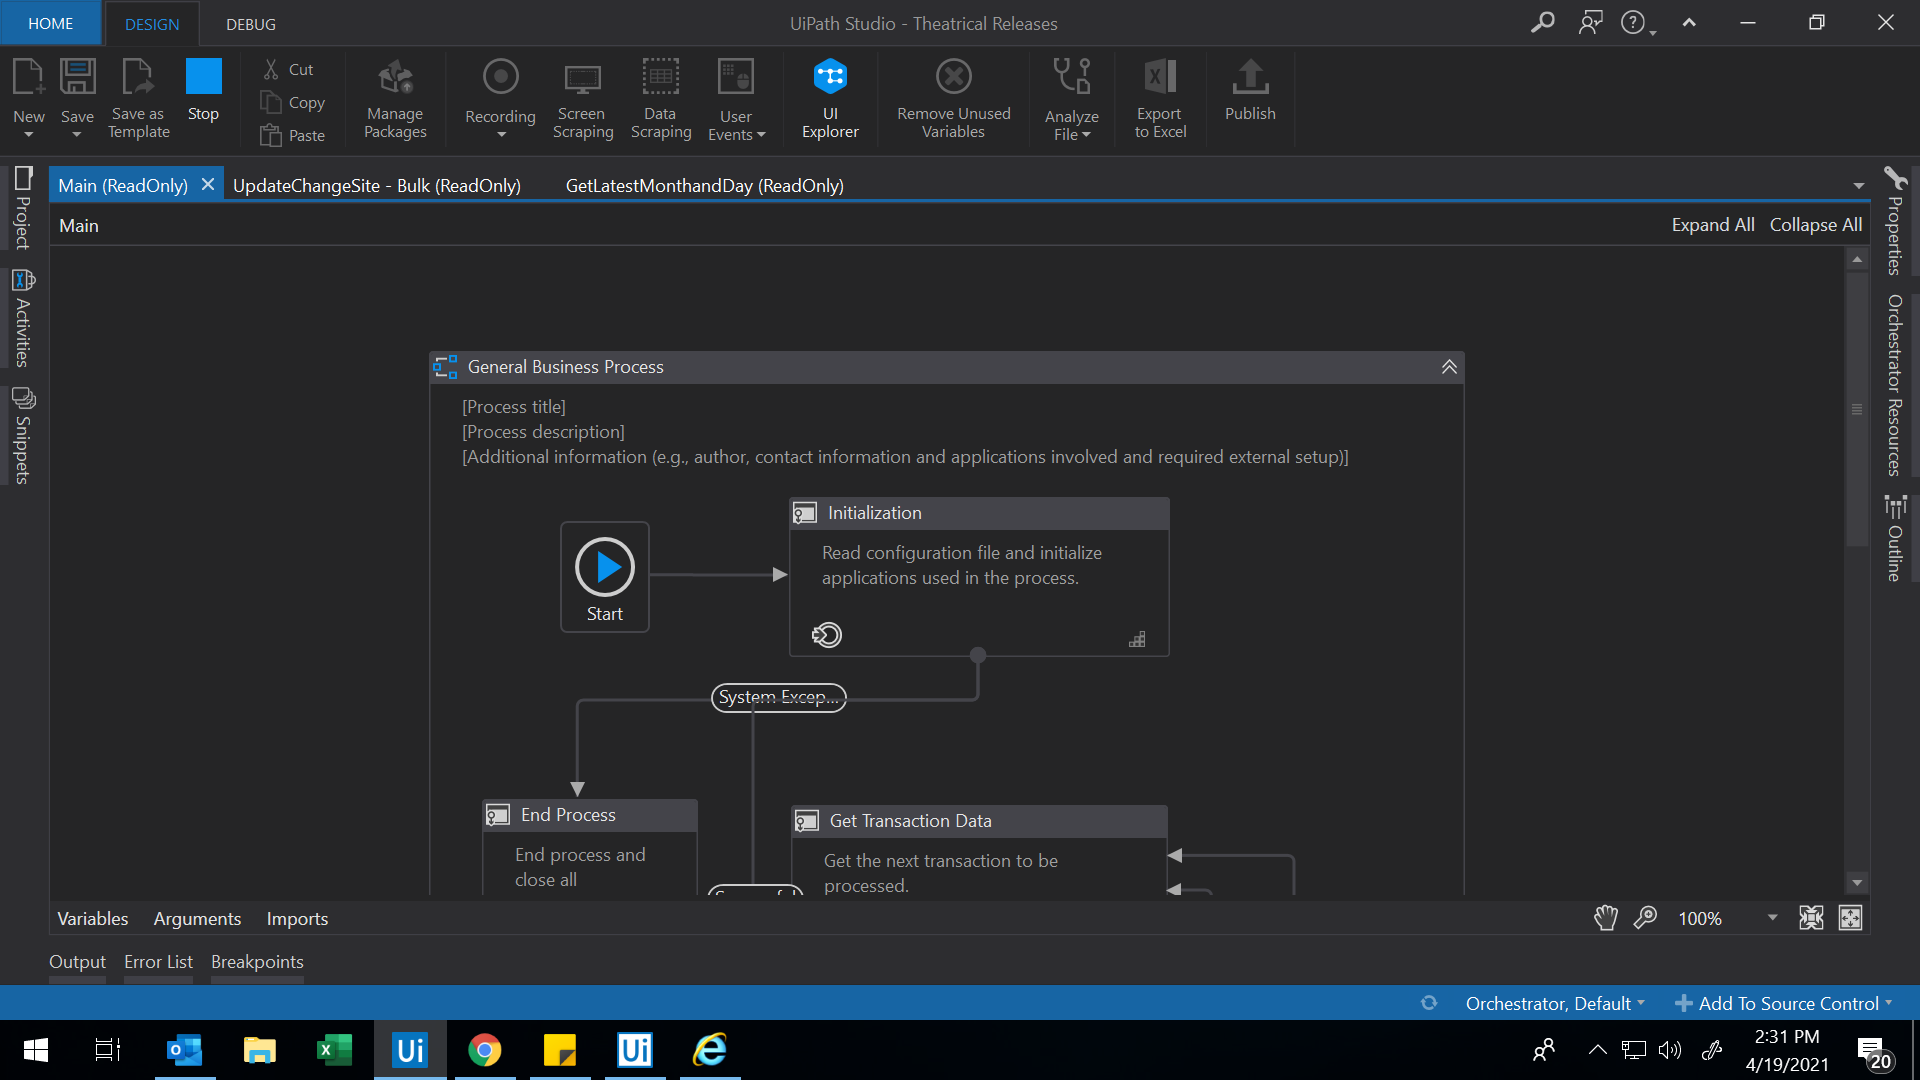 HOME DESIGN DEBUG UiPath Studio - Theatrical Releases
New Save Save as Template Stop Cut Copy Paste Manage Packages Recording Screen Scraping Data Scraping User Events UI Explorer Remove Unused Variables Analyze File Export to Excel Publish
Main (ReadOnly) UpdateChangeSite - Bulk (ReadOnly) GetLatestMonthandDay (ReadOnly)
Main Expand All Collapse All
Project
Activities
Snippets
Properties
Orchestrator Resources
Outline
General Business Process
[Process title]
[Process description]
[Additional information (e.g., author, contact information and applications involved and required external setup)]
Initialization
Read configuration file and initialize
applications used in the process.
Start
System Excep...
End Process
End process and
close all
Get Transaction Data
Get the next transaction to be
processed.
Variables Arguments Imports 100%
Output Error List Breakpoints
Orchestrator, Default Add To Source Control
2:31 PM
4/19/2021
20